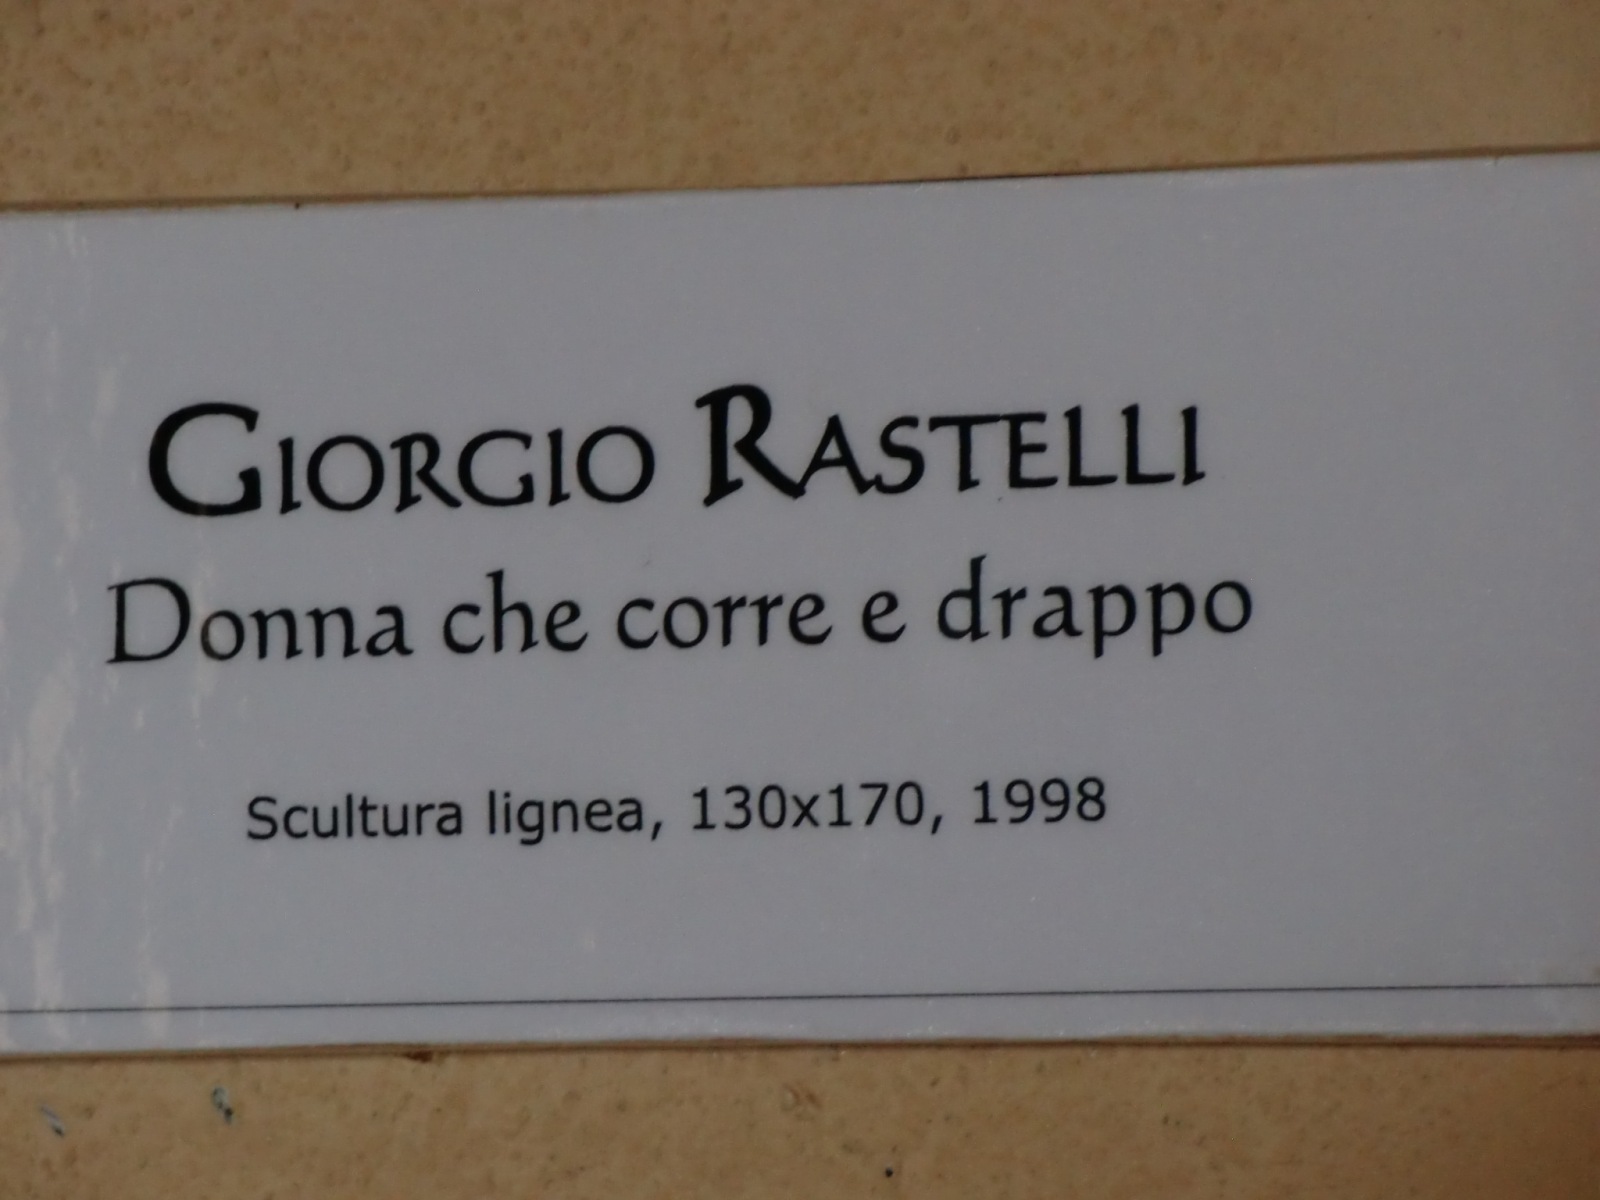 GIORGIO RASTELLI
Donna che corre e drappo
Scultura lignea, 130x170, 1998